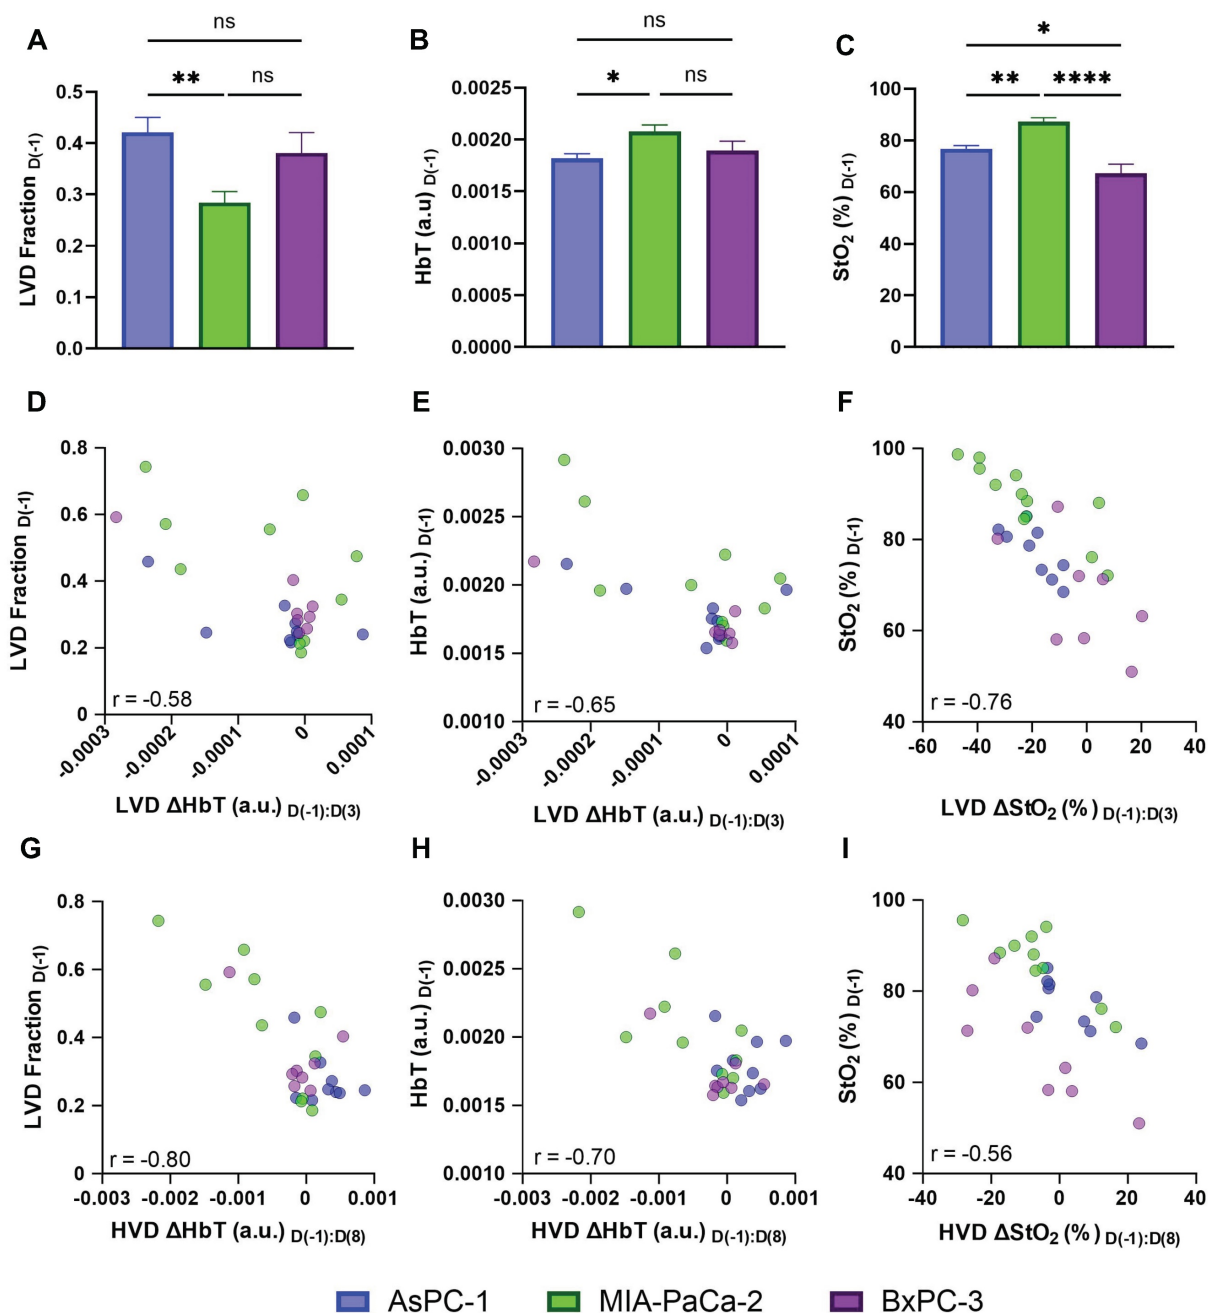 A
B
C
ns
ns
*
** ns
* ns
** ****
LVD Fraction D(-1)
0.5
0.4
0.3
0.2
0.1
0.0
HbT (a.u) D(-1)
0.0025
0.0020
0.0015
0.0010
0.0005
0.0000
StO2 (%) D(-1)
100
80
60
40
20
0
D
LVD Fraction D(-1)
0.8
0.6
0.4
0.2
0
r = -0.58
-0.0003 -0.0002 -0.0001 0 0.0001
LVD ΔHbT (a.u.) D(-1):D(3)
E
HbT (a.u.) D(-1)
0.0030
0.0025
0.0020
0.0015
0.0010
r = -0.65
-0.0003 -0.0002 -0.0001 0 0.0001
LVD ΔHbT (a.u.) D(-1):D(3)
F
StO2 (%) D(-1)
100
80
60
40
r = -0.76
-60 -40 -20 0 20 40
LVD ΔStO2 (%) D(-1):D(3)
G
LVD Fraction D(-1)
0.8
0.6
0.4
0.2
0
r = -0.80
-0.003 -0.002 -0.001 0 0.001
HVD ΔHbT (a.u.) D(-1):D(8)
H
HbT (a.u.) D(-1)
0.0030
0.0025
0.0020
0.0015
0.0010
r = -0.70
-0.003 -0.002 -0.001 0 0.001
HVD ΔHbT (a.u.) D(-1):D(8)
I
StO2 (%) D(-1)
100
80
60
40
r = -0.56
-40 -20 0 20 40
HVD ΔStO2 (%) D(-1):D(8)
AsPC-1 MIA-PaCa-2 BxPC-3